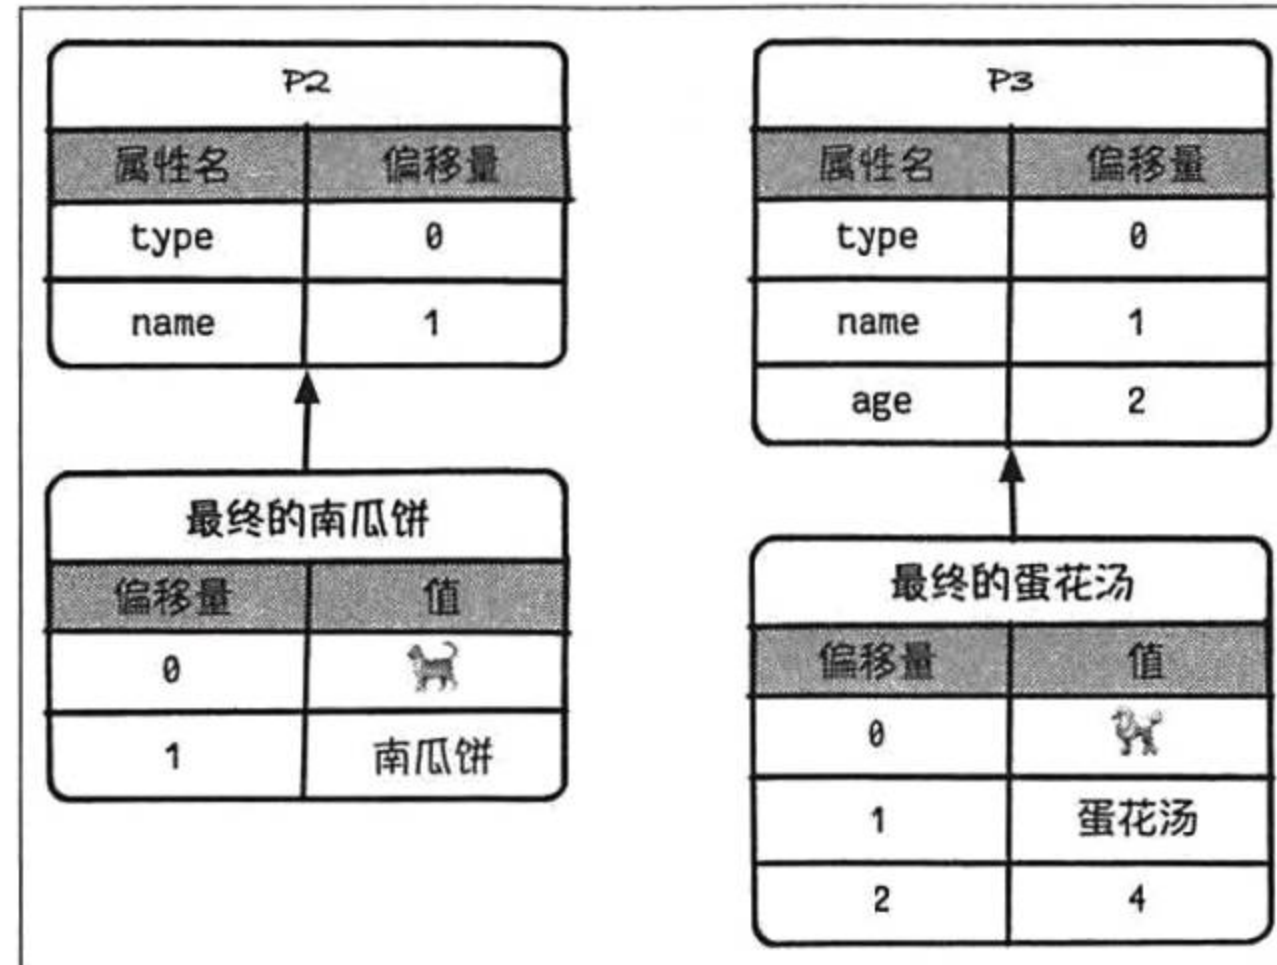 P2
属性名 偏移量
type 0
name 1
最终的南瓜饼
偏移量 值
0
1 南瓜饼
P3
属性名 偏移量
type 0
name 1
age 2
最终的蛋花汤
偏移量 值
0
1 蛋花汤
2 4